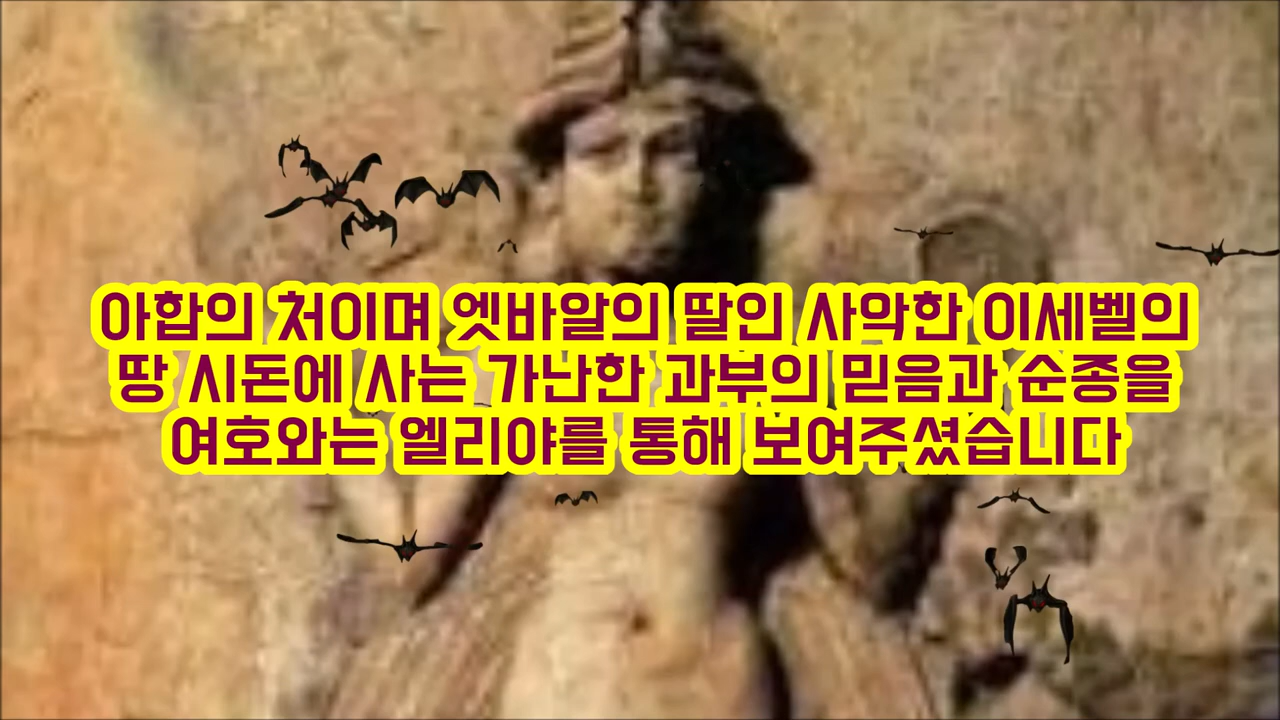 아합의 처이며 엣바알의 딸인 사악한 이세벨의
땅 시돈에 사는 가난한 과부의 믿음과 순종을
여호와는 엘리야를 통해 보여주셨습니다